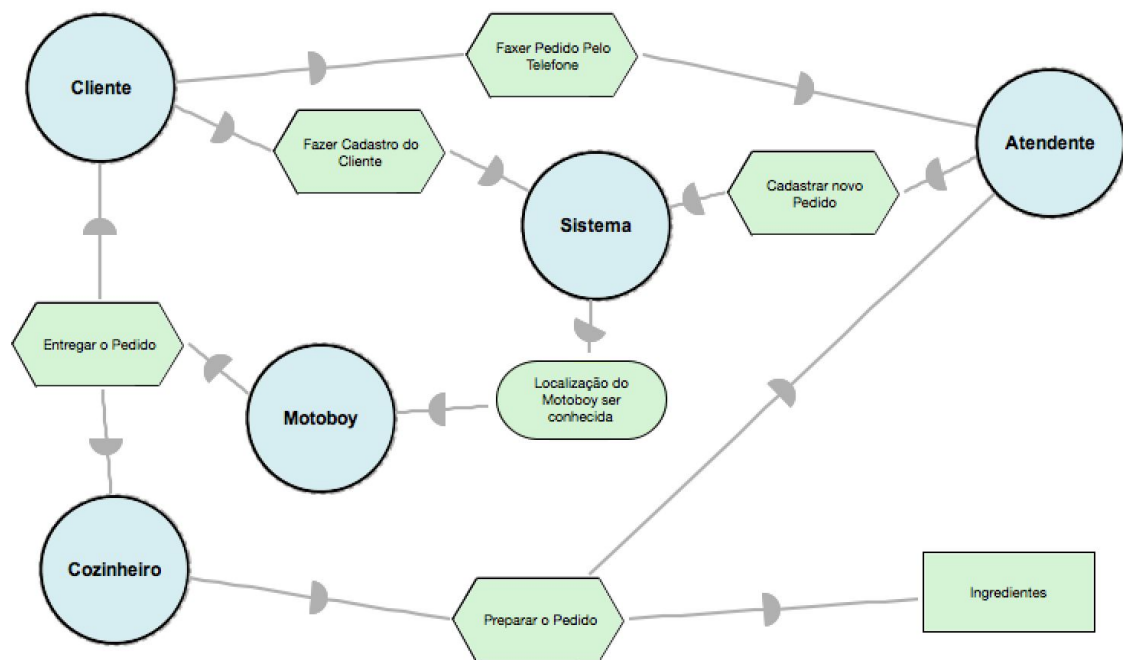 Faxer Pedido Pelo
Telefone
Cliente
Fazer Cadastro do
Cliente
Atendente
Cadastrar novo
Pedido
Sistema
Entregar o Pedido
Localização do
Motoboy ser
conhecida
Motoboy
Cozinheiro
Preparar o Pedido
Ingredientes